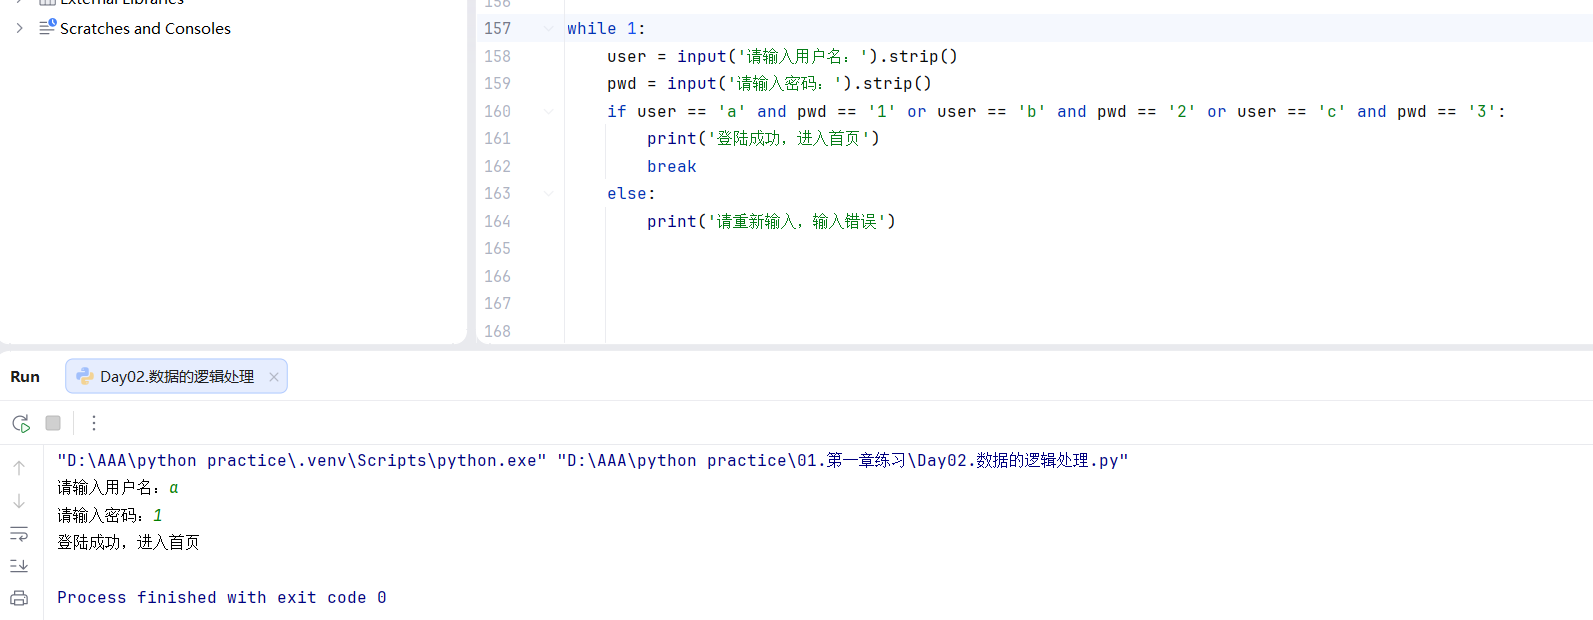 External Libraries
Scratches and Consoles
156
157 while 1:
158     user = input('请输入用户名：').strip()
159     pwd = input('请输入密码：').strip()
160     if user == 'a' and pwd == '1' or user == 'b' and pwd == '2' or user == 'c' and pwd == '3':
161         print('登陆成功，进入首页')
162         break
163     else:
164         print('请重新输入，输入错误')
165
166
167
168
Run Day02.数据的逻辑处理
"D:\AAA\python practice\.venv\Scripts\python.exe" "D:\AAA\python practice\01.第一章练习\Day02.数据的逻辑处理.py"
请输入用户名：a
请输入密码：1
登陆成功，进入首页
Process finished with exit code 0